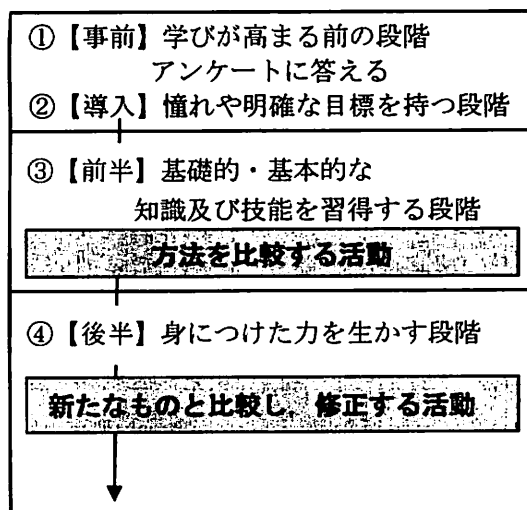 ①【事前】学びが高まる前の段階
アンケートに答える
②【導入】憧れや明確な目標を持つ段階
③【前半】基礎的・基本的な
知識及び技能を習得する段階
方法を比較する活動
④【後半】身につけた力を生かす段階
新たなものと比較し，修正する活動